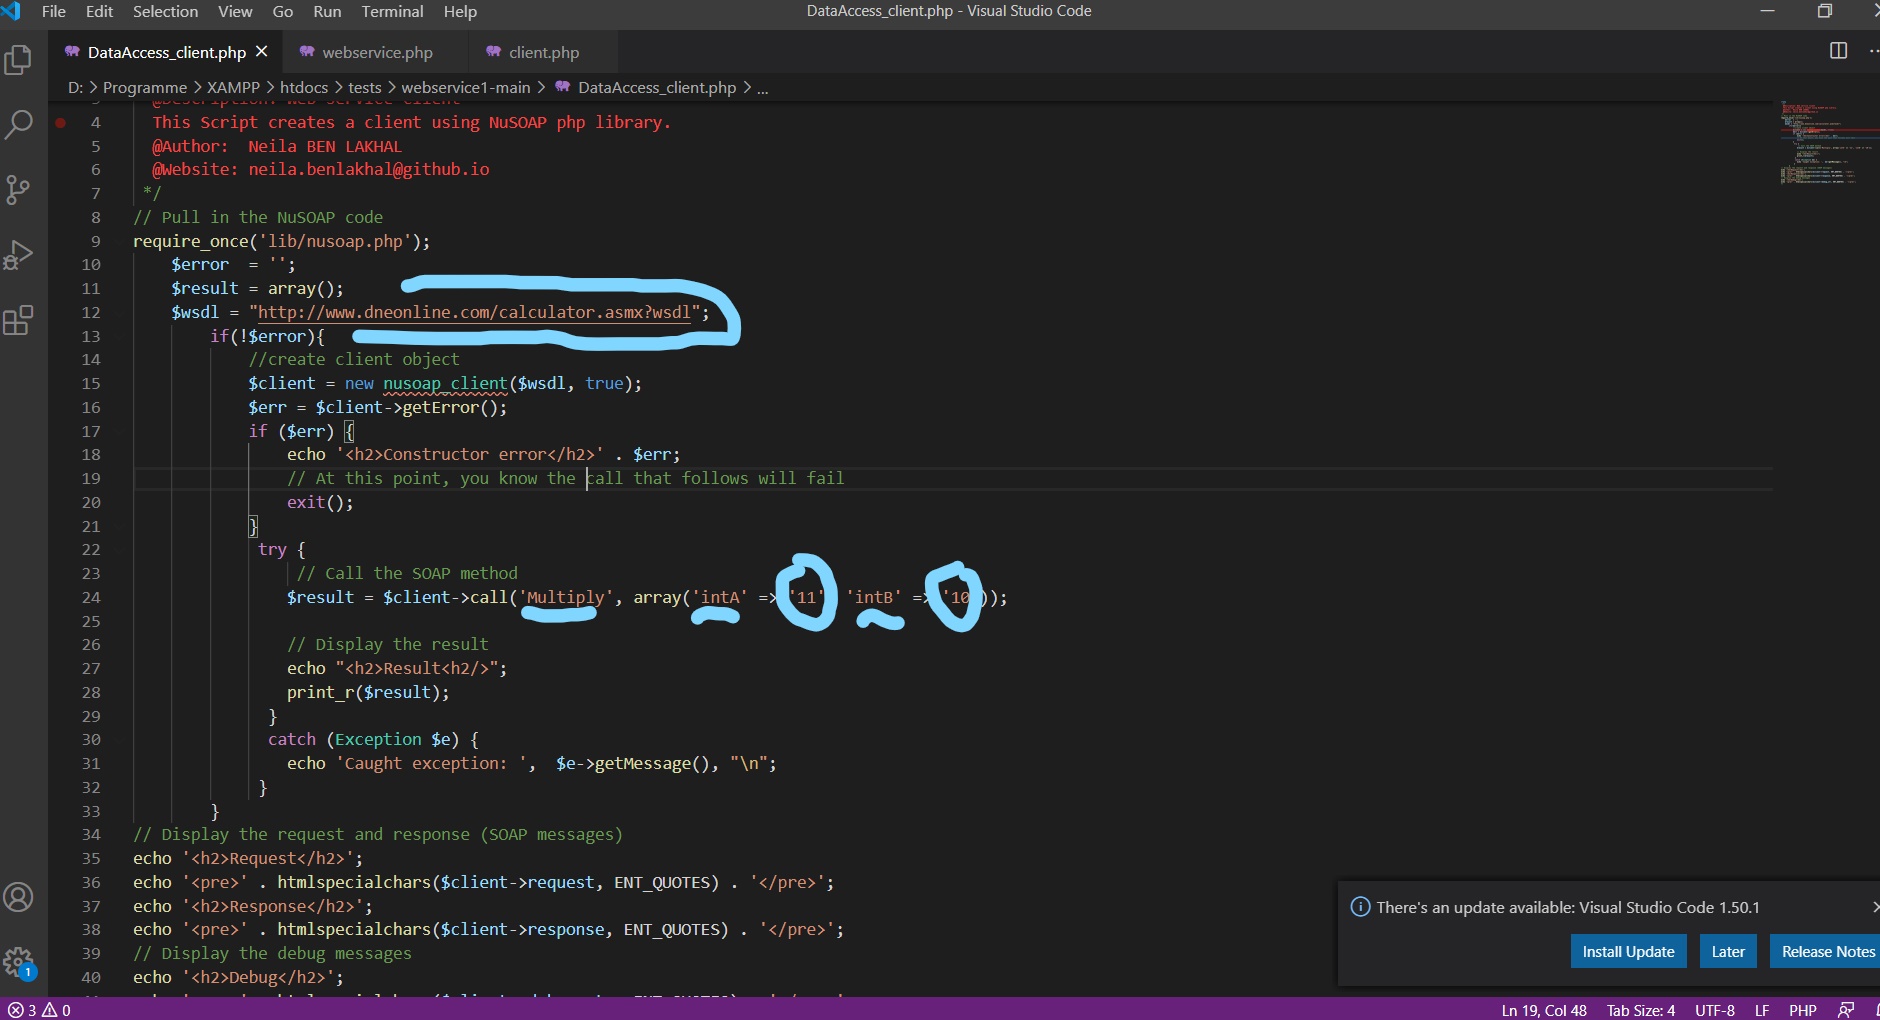 File Edit Selection View Go Run Terminal Help DataAccess_client.php - Visual Studio Code
DataAccess_client.php webservice.php client.php
D: > Programme > XAMPP > htdocs > tests > webservice1-main > DataAccess_client.php > ...
4 This Script creates a client using NuSOAP php library.
5 @Author:  Neila BEN LAKHAL
6 @Website: neila.benlakhal@github.io
7 */
8 // Pull in the NuSOAP code
9 require_once('lib/nusoap.php');
10 $error  = '';
11 $result = array();
12 $wsdl = "http://www.dneonline.com/calculator.asmx?wsdl";
13 if(!$error){
14 //create client object
15 $client = new nusoap_client($wsdl, true);
16 $err = $client->getError();
17 if ($err) {
18 echo '<h2>Constructor error</h2>' . $err;
19 // At this point, you know the call that follows will fail
20 exit();
21 }
22 try {
23 // Call the SOAP method
24 $result = $client->call('Multiply', array('intA' => '11' 'intB' => '10'));
25
26 // Display the result
27 echo "<h2>Result<h2/>";
28 print_r($result);
29 }
30 catch (Exception $e) {
31 echo 'Caught exception: ',  $e->getMessage(), "\n";
32 }
33 }
34 // Display the request and response (SOAP messages)
35 echo '<h2>Request</h2>';
36 echo '<pre>' . htmlspecialchars($client->request, ENT_QUOTES) . '</pre>';
37 echo '<h2>Response</h2>';
38 echo '<pre>' . htmlspecialchars($client->response, ENT_QUOTES) . '</pre>';
39 // Display the debug messages
40 echo '<h2>Debug</h2>';
There's an update available: Visual Studio Code 1.50.1
Install Update Later Release Notes
1
3 0 Ln 19, Col 48 Tab Size: 4 UTF-8 LF PHP